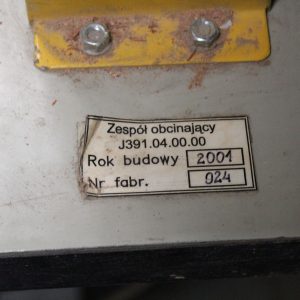 Zespół obcinający
J391.04.00.00
Rok budowy 2001
Nr fabr. 024